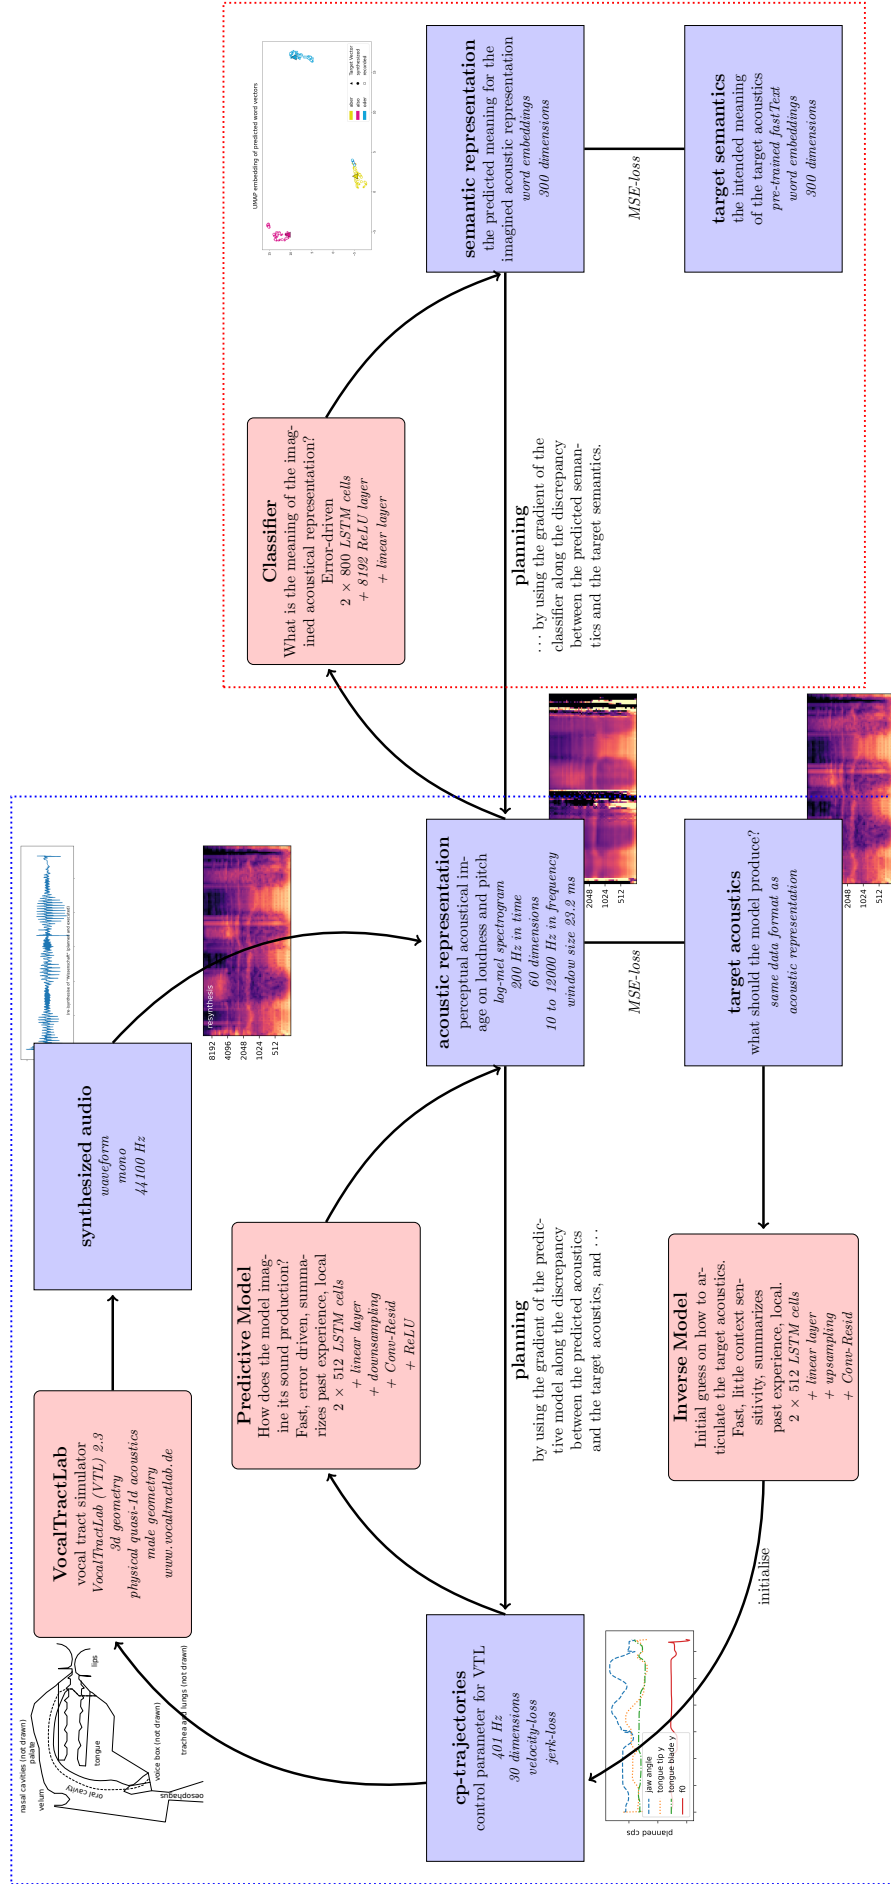 nasal cavities (not drawn)
palate
velum
oral cavity
lips
tongue
voice box (not drawn)
trachea and lungs (not drawn)
oesophagus
VocalTractLab
vocal tract simulator
VocalTractLab (VTL) 2.3
3d geometry
physical quasi-1d acoustics
male geometry
www.vocaltractlab.de
synthesized audio
waveform
mono
44100 Hz
resynthesis
8192
4096
2048
1024
512
Predictive Model
How does the model imag-
ine its sound production?
Fast, error driven, summa-
rizes past experience, local
2 × 512 LSTM cells
+ linear layer
+ downsampling
+ Conv-Resid
+ ReLU
Classifier
What is the meaning of the imag-
ined acoustical representation?
Error-driven
2 × 800 LSTM cells
+ 8192 ReLU layer
+ linear layer
UMAP embedding of predicted word vectors
Target Vector
synthesized
recorded
cp-trajectories
control parameter for VTL
401 Hz
30 dimensions
velocity-loss
jerk-loss
planning
by using the gradient of the predic-
tive model along the discrepancy
between the predicted acoustics
and the target acoustics, and · · ·
acoustic representation
perceptual acoustical im-
age on loudness and pitch
log-mel spectrogram
200 Hz in time
60 dimensions
10 to 12000 Hz in frequency
window size 23.2 ms
2048
1024
512
planning
· · · by using the gradient of the
classifier along the discrepancy
between the predicted seman-
tics and the target semantics.
semantic representation
the predicted meaning for the
imagined acoustic representation
word embeddings
300 dimensions
MSE-loss
MSE-loss
planned cps
jaw angle
tongue tip y
tongue blade y
f0
initialise
Inverse Model
Initial guess on how to ar-
ticulate the target acoustics.
Fast, little context sen-
sitivity, summarizes
past experience, local.
2 × 512 LSTM cells
+ linear layer
+ upsampling
+ Conv-Resid
target acoustics
what should the model produce?
same data format as
acoustic representation
2048
1024
512
target semantics
the intended meaning
of the target acoustics
pre-trained fastText
word embeddings
300 dimensions